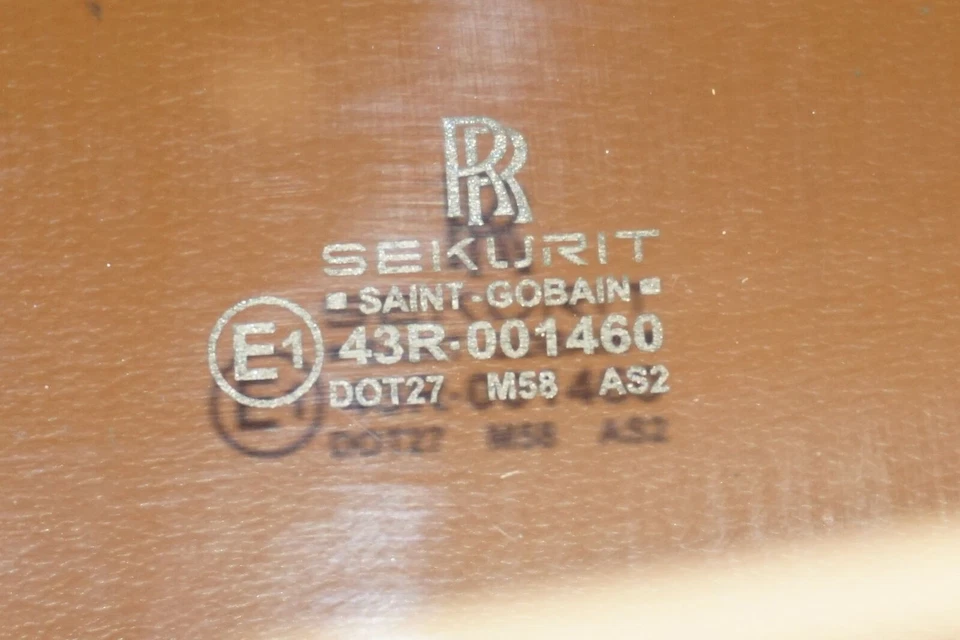 RR
SEKURIT
SAINT-GOBAIN
E1 43R-001460
DOT27 M58 AS2